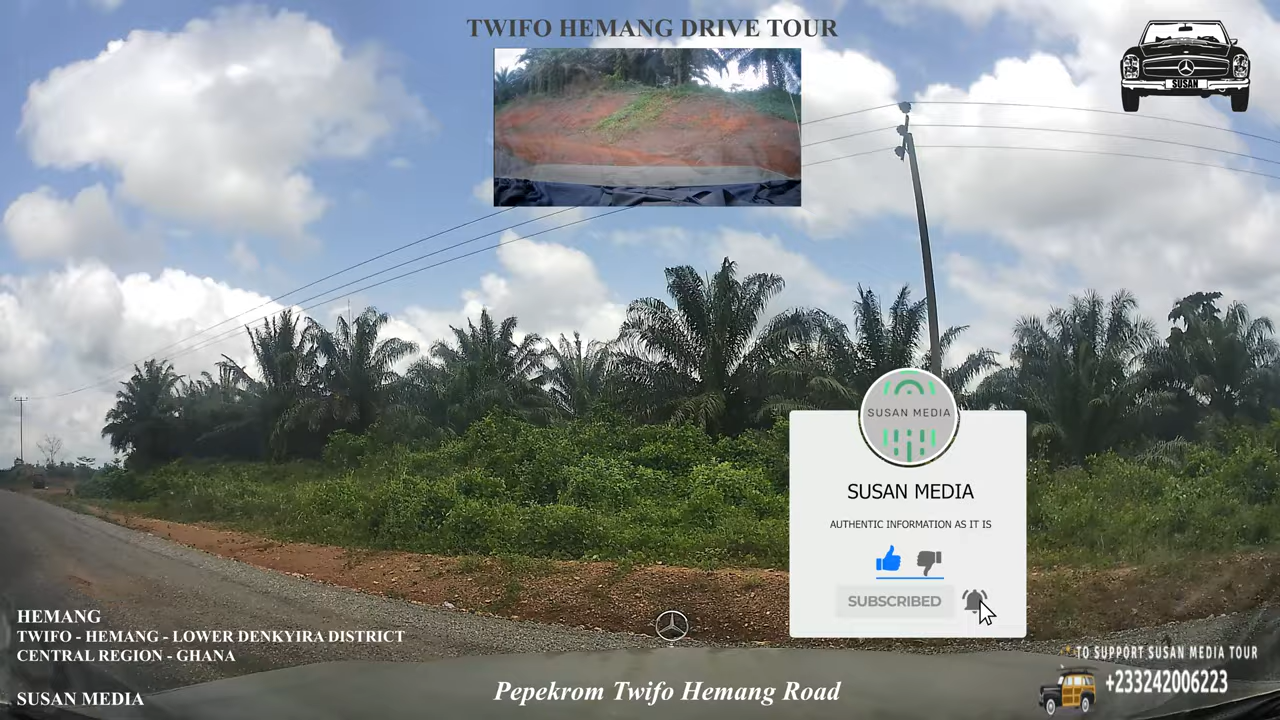 TWIFO HEMANG DRIVE TOUR
SUSAN
SUSAN MEDIA
SUSAN MEDIA
AUTHENTIC INFORMATION AS IT IS
SUBSCRIBED
HEMANG
TWIFO - HEMANG - LOWER DENKYIRA DISTRICT
CENTRAL REGION - GHANA
SUSAN MEDIA
Pepekrom Twifo Hemang Road
TO SUPPORT SUSAN MEDIA TOUR
+233242006223